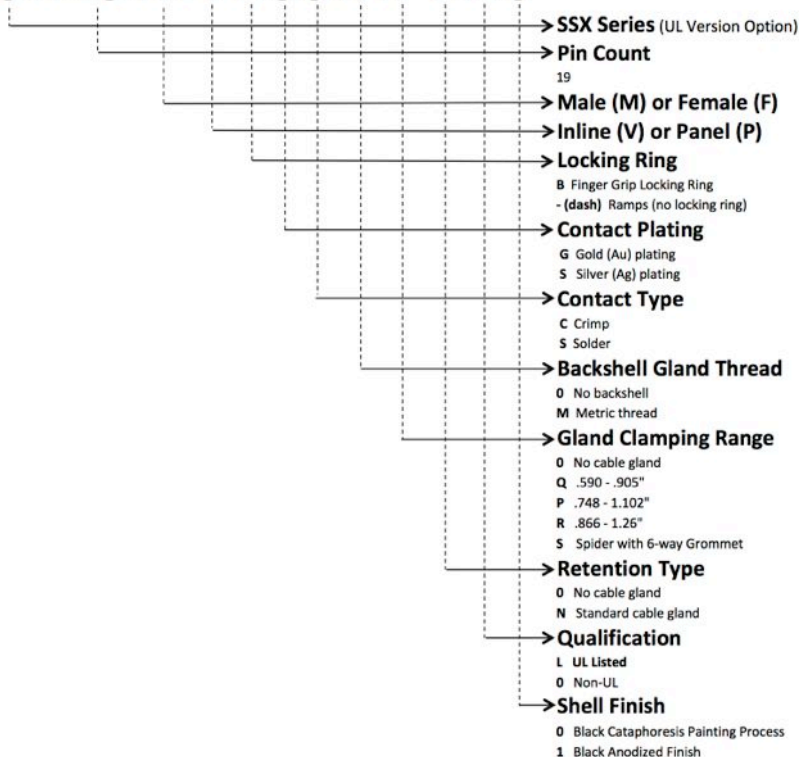 SSX Series (UL Version Option)
Pin Count
19
Male (M) or Female (F)
Inline (V) or Panel (P)
Locking Ring
B Finger Grip Locking Ring
- (dash) Ramps (no locking ring)
Contact Plating
G Gold (Au) plating
S Silver (Ag) plating
Contact Type
C Crimp
S Solder
Backshell Gland Thread
0 No backshell
M Metric thread
Gland Clamping Range
0 No cable gland
Q .590 - .905"
P .748 - 1.102"
R .866 - 1.26"
S Spider with 6-way Grommet
Retention Type
0 No cable gland
N Standard cable gland
Qualification
L UL Listed
0 Non-UL
Shell Finish
0 Black Cataphoresis Painting Process
1 Black Anodized Finish